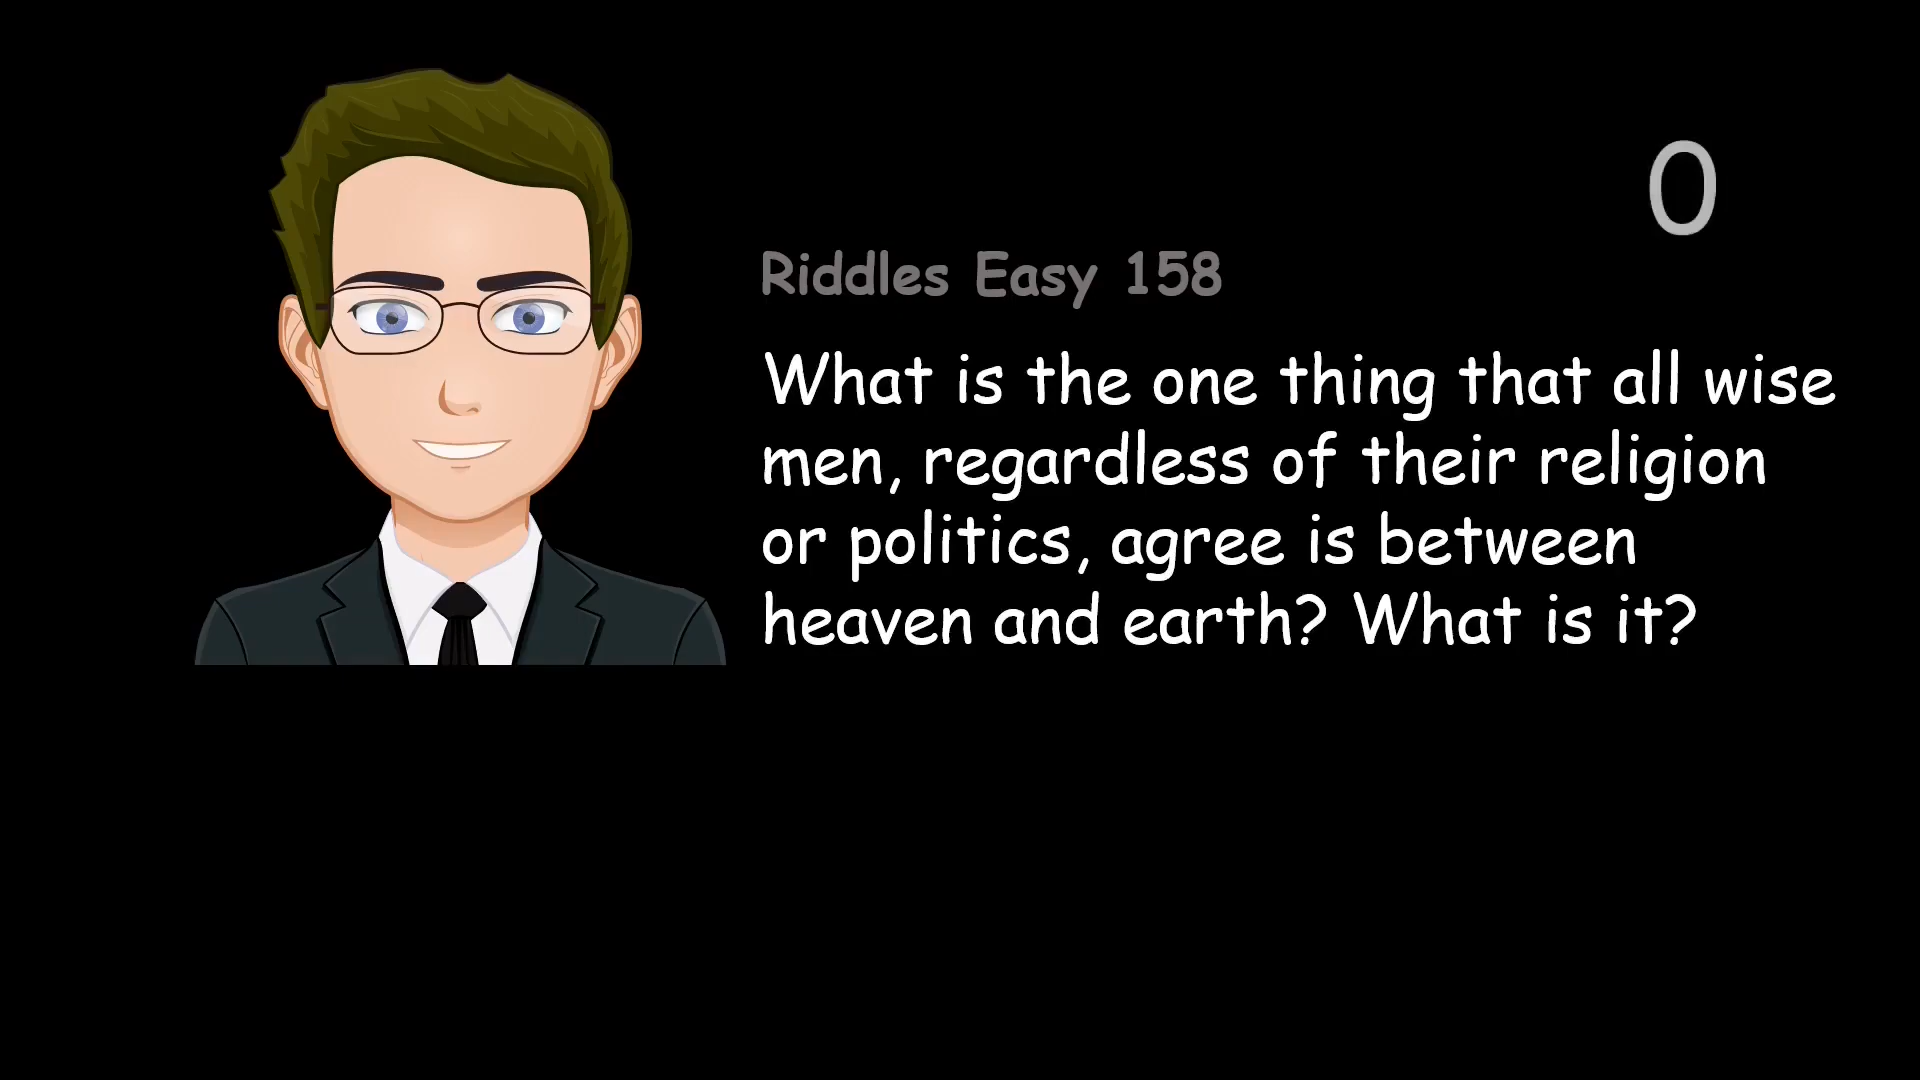 0
Riddles Easy 158
What is the one thing that all wise
men, regardless of their religion
or politics, agree is between
heaven and earth? What is it?